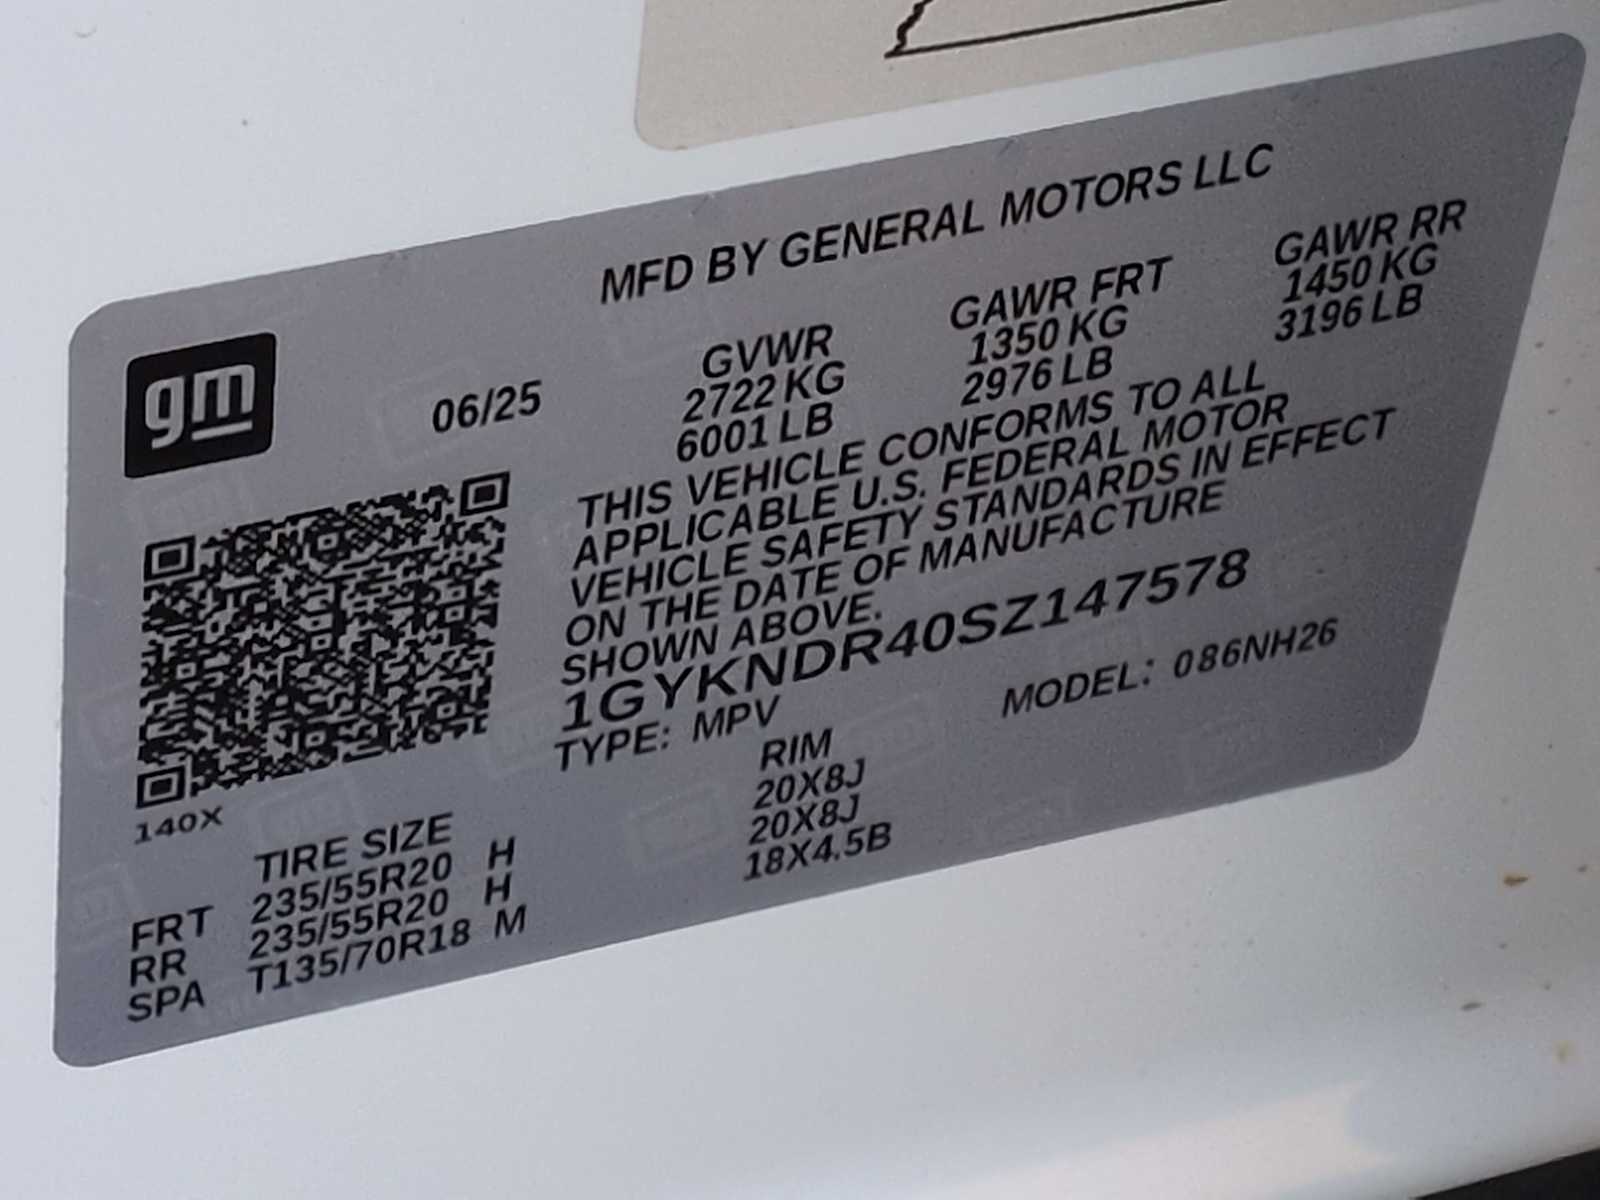 MFD BY GENERAL MOTORS LLC
gm
06/25
GVWR
2722 KG
6001 LB
GAWR FRT
1350 KG
2976 LB
GAWR RR
1450 KG
3196 LB
THIS VEHICLE CONFORMS TO ALL
APPLICABLE U.S. FEDERAL MOTOR
VEHICLE SAFETY STANDARDS IN EFFECT
ON THE DATE OF MANUFACTURE
SHOWN ABOVE.
1GYKNDR40SZ147578
TYPE: MPV
MODEL: 086NH26
140X
TIRE SIZE RIM
FRT 235/55R20 H 20X8J
RR 235/55R20 H 20X8J
SPA T135/70R18 M 18X4.5B